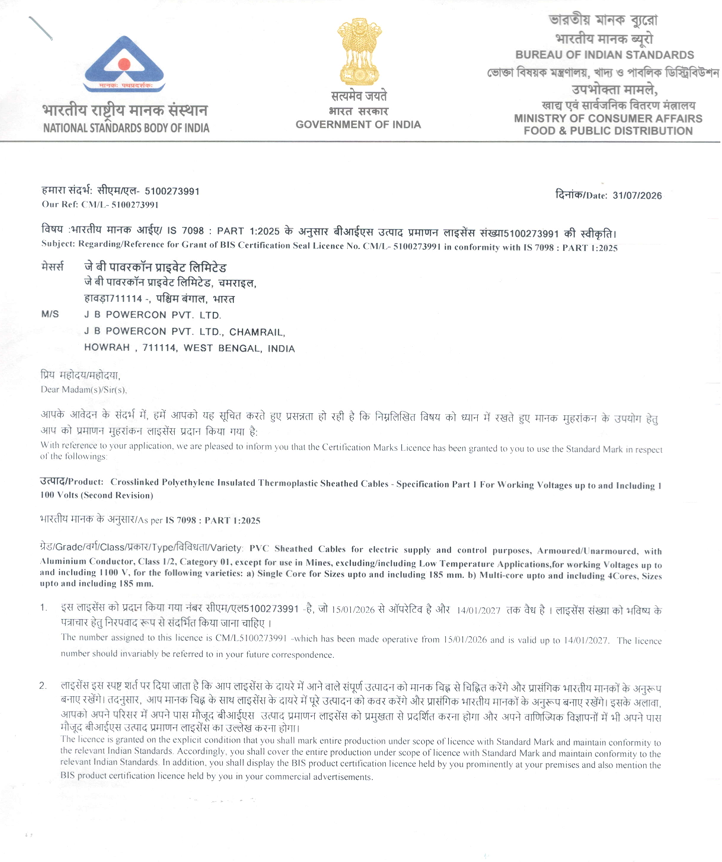 भारतीय राष्ट्रीय मानक संस्थान
NATIONAL STANDARDS BODY OF INDIA
सत्यमेव जयते
भारत सरकार
GOVERNMENT OF INDIA
भारतीय मानक ब्यूरो
BUREAU OF INDIAN STANDARDS
उपभोक्ता मामले,
खाद्य एवं सार्वजनिक वितरण मंत्रालय
MINISTRY OF CONSUMER AFFAIRS
FOOD & PUBLIC DISTRIBUTION
हमारा संदर्भ: सीएम/एल- 5100273991
दिनांक/Date: 31/07/2026
Our Ref: CM/L- 5100273991
विषय :भारतीय मानक आईए/ IS 7098 : PART 1:2025 के अनुसार बीआईएस उत्पाद प्रमाणन लाइसेंस संख्या5100273991 की स्वीकृति।
Subject: Regarding/Reference for Grant of BIS Certification Seal Licence No. CM/L- 5100273991 in conformity with IS 7098 : PART 1:2025
मेसर्स जे बी पावरकॉन प्राइवेट लिमिटेड
जे बी पावरकॉन प्राइवेट लिमिटेड, चमराइल,
हावड़ा711114 -, पश्चिम बंगाल, भारत
M/S J B POWERCON PVT. LTD.
J B POWERCON PVT. LTD., CHAMRAIL,
HOWRAH , 711114, WEST BENGAL, INDIA
प्रिय महोदय/महोदया,
Dear Madam(s)/Sir(s),
आपके आवेदन के संदर्भ में, हमें आपको यह सूचित करते हुए प्रसन्नता हो रही है कि निम्नलिखित विषय को ध्यान में रखते हुए मानक मुहरांकन के उपयोग हेतु
आप को प्रमाणन मुहरांकन लाइसेंस प्रदान किया गया है:
With reference to your application, we are pleased to inform you that the Certification Marks Licence has been granted to you to use the Standard Mark in respect
of the followings:
उत्पाद/Product: Crosslinked Polyethylene Insulated Thermoplastic Sheathed Cables - Specification Part 1 For Working Voltages up to and Including 1
100 Volts (Second Revision)
भारतीय मानक के अनुसार/As per IS 7098 : PART 1:2025
ग्रेड/Grade/वर्ग/Class/प्रकार/Type/विविधता/Variety: PVC Sheathed Cables for electric supply and control purposes, Armoured/Unarmoured, with
Aluminium Conductor, Class 1/2, Category 01, except for use in Mines, excluding/including Low Temperature Applications,for working Voltages up to
and including 1100 V, for the following varieties: a) Single Core for Sizes upto and including 185 mm. b) Multi-core upto and including 4Cores, Sizes
upto and including 185 mm.
1. इस लाइसेंस को प्रदान किया गया नंबर सीएम/एल5100273991 -है, जो 15/01/2026 से ऑपरेटिव है और 14/01/2027 तक वैध है । लाइसेंस संख्या को भविष्य के
पत्राचार हेतु निरपवाद रूप से संदर्भित किया जाना चाहिए ।
The number assigned to this licence is CM/L5100273991 -which has been made operative from 15/01/2026 and is valid up to 14/01/2027. The licence
number should invariably be referred to in your future correspondence.
2. लाइसेंस इस स्पष्ट शर्त पर दिया जाता है कि आप लाइसेंस के दायरे में आने वाले संपूर्ण उत्पादन को मानक चिह्न से चिह्नित करेंगे और प्रासंगिक भारतीय मानकों के अनुरूप
बनाए रखेंगे। तदनुसार, आप मानक चिह्न के साथ लाइसेंस के दायरे में पूरे उत्पादन को कवर करेंगे और प्रासंगिक भारतीय मानकों के अनुरूप बनाए रखेंगे। इसके अलावा,
आपको अपने परिसर में अपने पास मौजूद बीआईएस उत्पाद प्रमाणन लाइसेंस को प्रमुखता से प्रदर्शित करना होगा और अपने वाणिज्यिक विज्ञापनों में भी अपने पास
मौजूद बीआईएस उत्पाद प्रमाणन लाइसेंस का उल्लेख करना होगा।
The licence is granted on the explicit condition that you shall mark entire production under scope of licence with Standard Mark and maintain conformity to
the relevant Indian Standards. Accordingly, you shall cover the entire production under scope of licence with Standard Mark and maintain conformity to the
relevant Indian Standards. In addition, you shall display the BIS product certification licence held by you prominently at your premises and also mention the
BIS product certification licence held by you in your commercial advertisements.